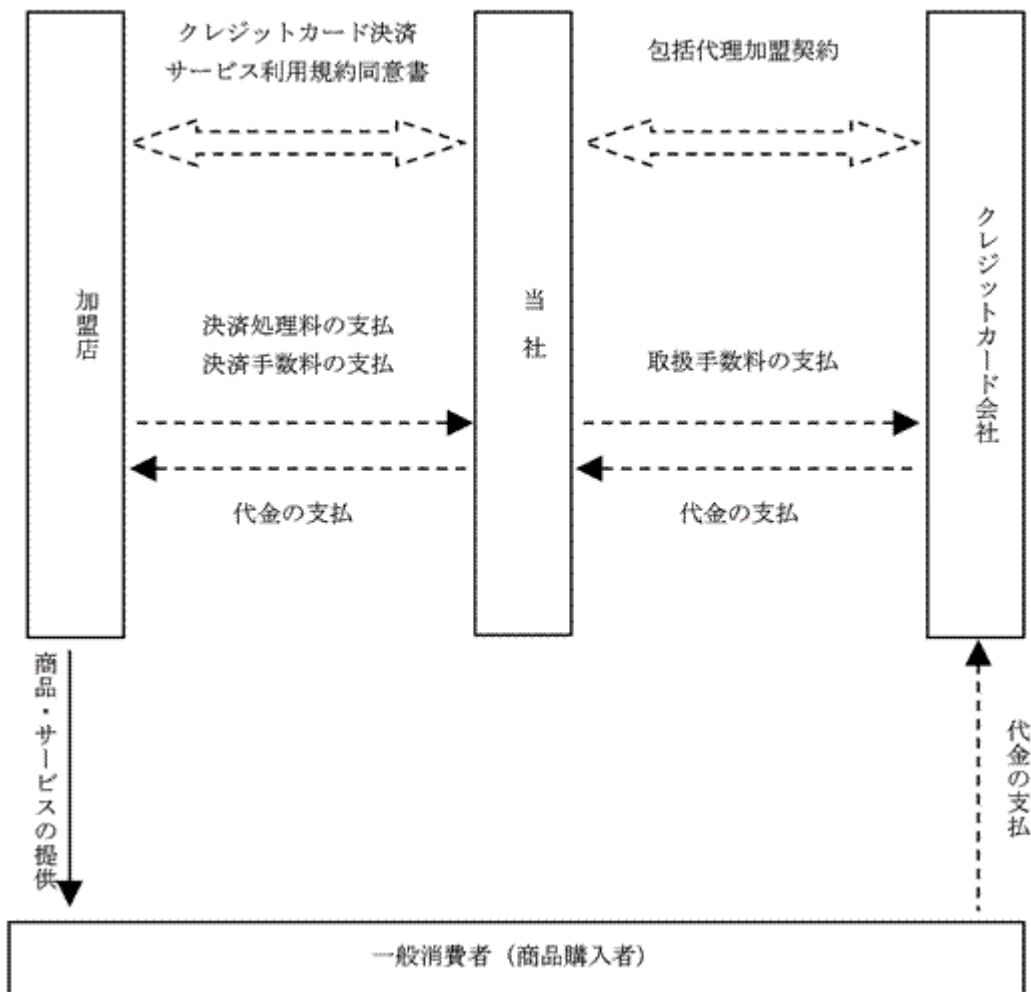 クレジットカード決済
サービス利用規約同意書
包括代理加盟契約
加盟店
当社
クレジットカード会社
決済処理料の支払
決済手数料の支払
取扱手数料の支払
代金の支払
代金の支払
商品・サービスの提供
代金の支払
一般消費者（商品購入者）